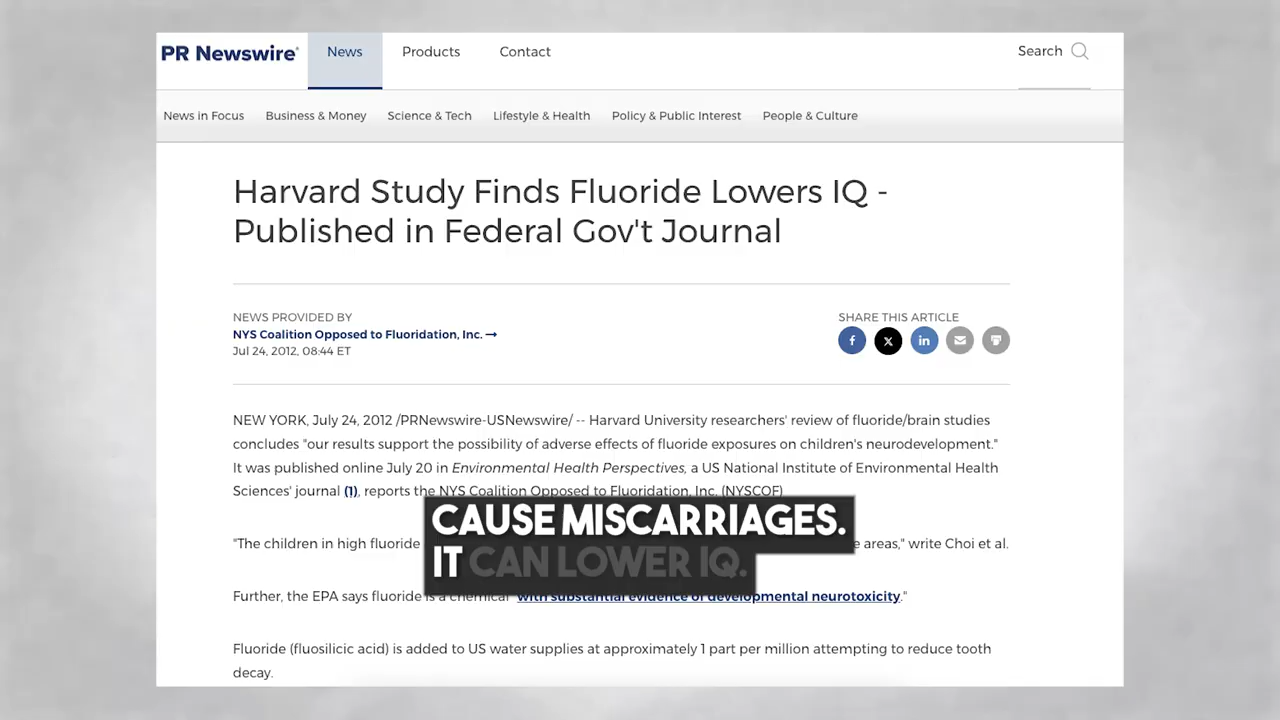 PR Newswire®
News Products Contact Search
News in Focus Business & Money Science & Tech Lifestyle & Health Policy & Public Interest People & Culture
Harvard Study Finds Fluoride Lowers IQ -
Published in Federal Gov't Journal
NEWS PROVIDED BY
NYS Coalition Opposed to Fluoridation, Inc. →
Jul 24, 2012, 08:44 ET
SHARE THIS ARTICLE
NEW YORK, July 24, 2012 /PRNewswire-USNewswire/ -- Harvard University researchers' review of fluoride/brain studies
concludes "our results support the possibility of adverse effects of fluoride exposures on children's neurodevelopment."
It was published online July 20 in Environmental Health Perspectives, a US National Institute of Environmental Health
Sciences' journal (1), reports the NYS Coalition Opposed to Fluoridation, Inc. (NYSCOF)
CAUSE MISCARRIAGES.
IT CAN LOWER IQ.
"The children in high fluoride e areas," write Choi et al.
Further, the EPA says fluoride is a chemical "with substantial evidence of developmental neurotoxicity."
Fluoride (fluosilicic acid) is added to US water supplies at approximately 1 part per million attempting to reduce tooth
decay.